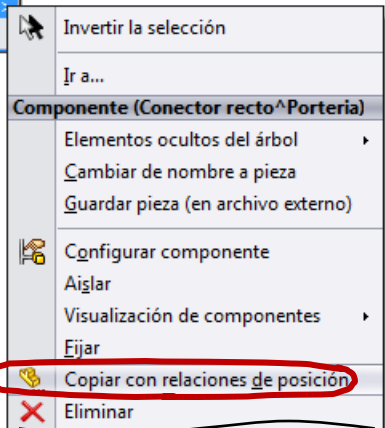 Invertir la selección
Ir a...
Componente (Conector recto^Porteria)
Elementos ocultos del árbol
Cambiar de nombre a pieza
Guardar pieza (en archivo externo)
Configurar componente
Aislar
Visualización de componentes
Fijar
Copiar con relaciones de posición
Eliminar